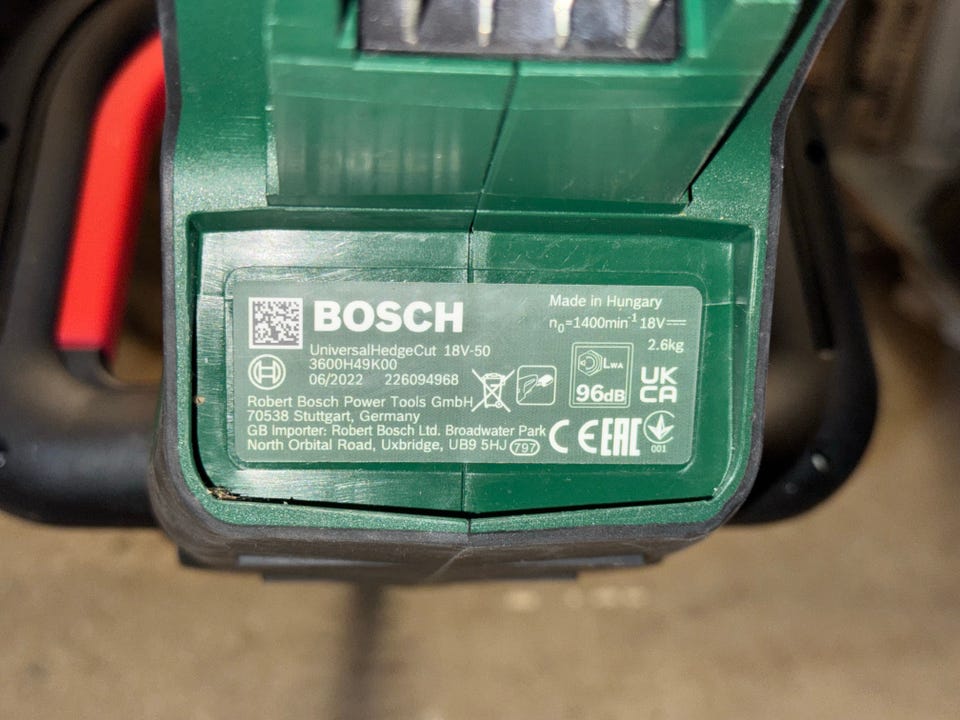 BOSCH
Made in Hungary
n0=1400min-1 18V
2.6kg
UniversalHedgeCut 18V-50
3600H49K00
06/2022 226094968
Robert Bosch Power Tools GmbH
70538 Stuttgart, Germany
GB Importer: Robert Bosch Ltd. Broadwater Park
North Orbital Road, Uxbridge, UB9 5HJ 797
LWA
96dB
UK
CA
CE EAC
001